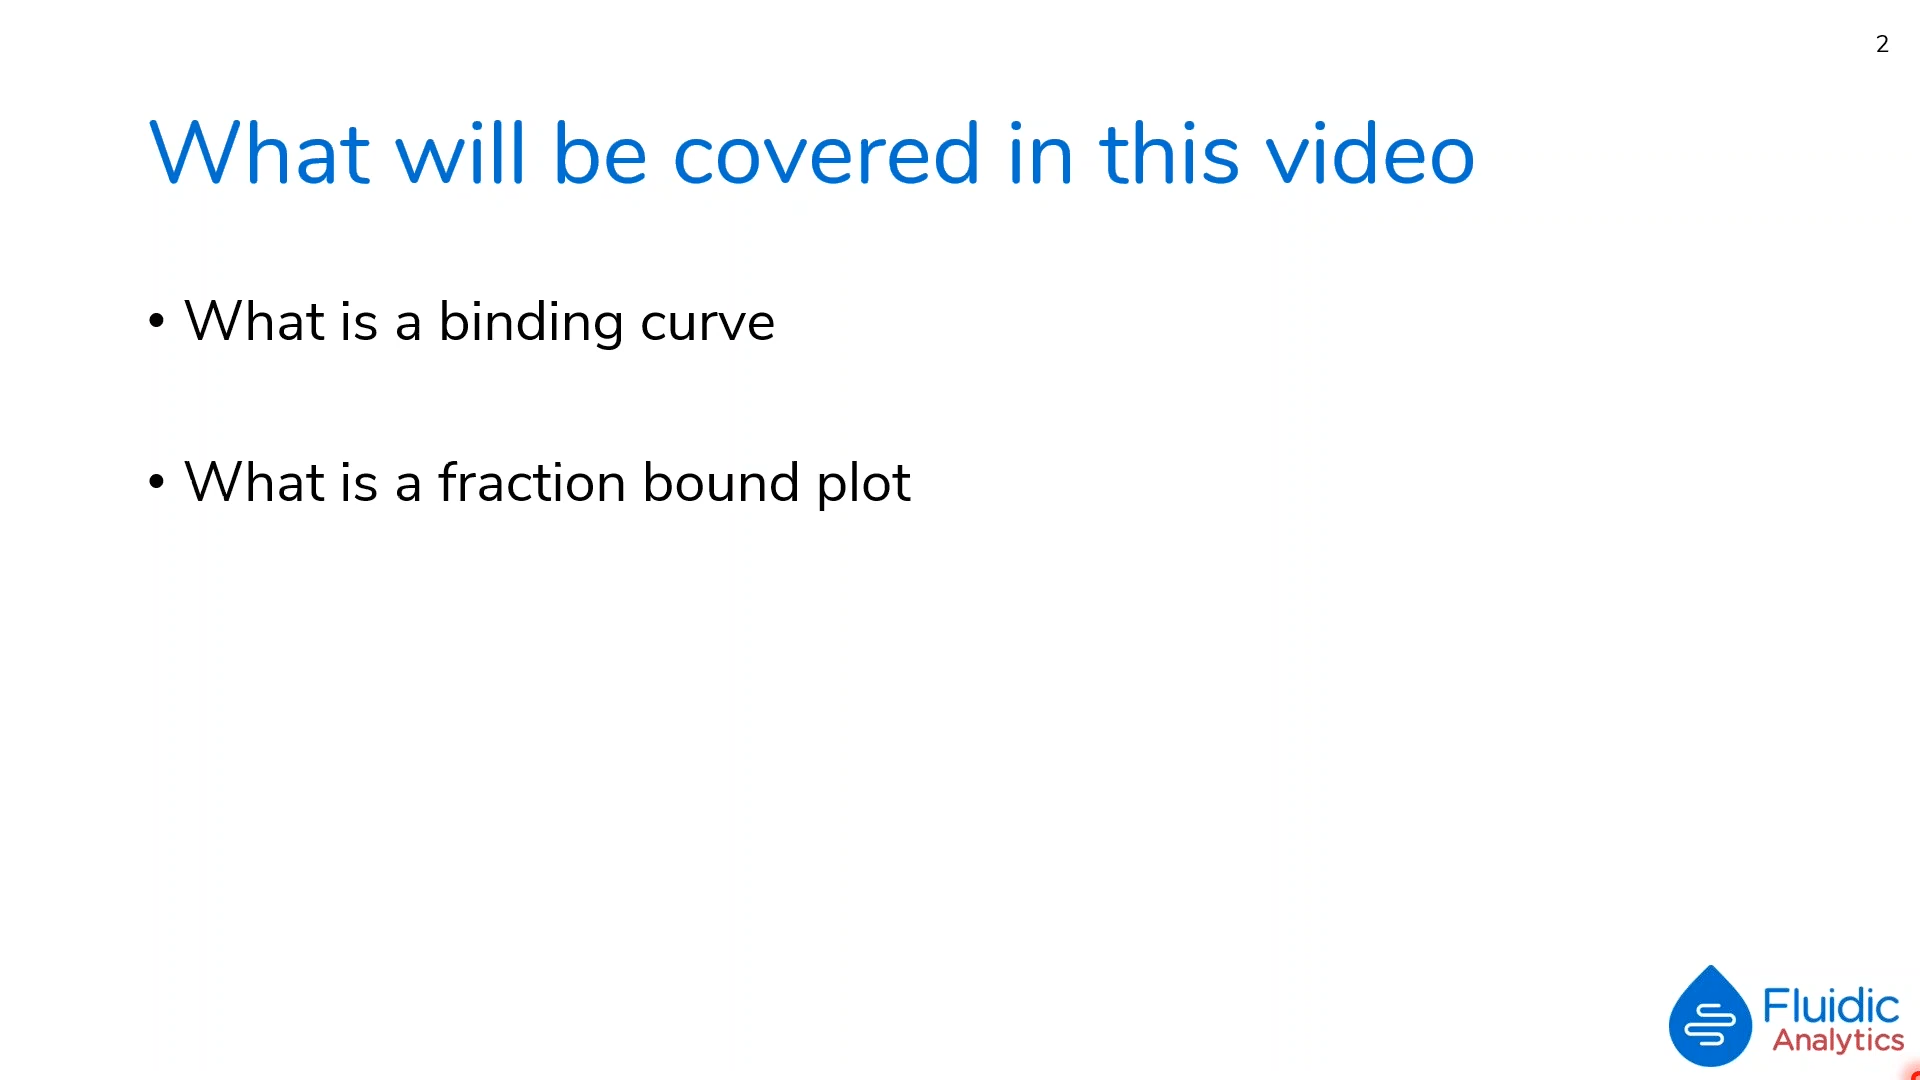 2
What will be covered in this video
• What is a binding curve
• What is a fraction bound plot
Fluidic
Analytics